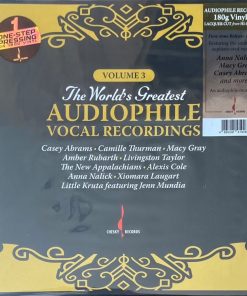 1
ONE-STEP
PRESSING
AUDIOPHILE RECOR
180g Vinyl
VOLUME 3
The World's Greatest
AUDIOPHILE
VOCAL RECORDINGS
Casey Abrams • Camille Thurman • Macy Gray
Amber Rubarth • Livingston Taylor
The New Appalachians • Alexis Cole
Anna Nalick • Xiomara Laugart
Little Kruta featuring Jenn Mundia
CHESKY RECORDS
Anna Nalick
Macy Gray
Casey Abrams